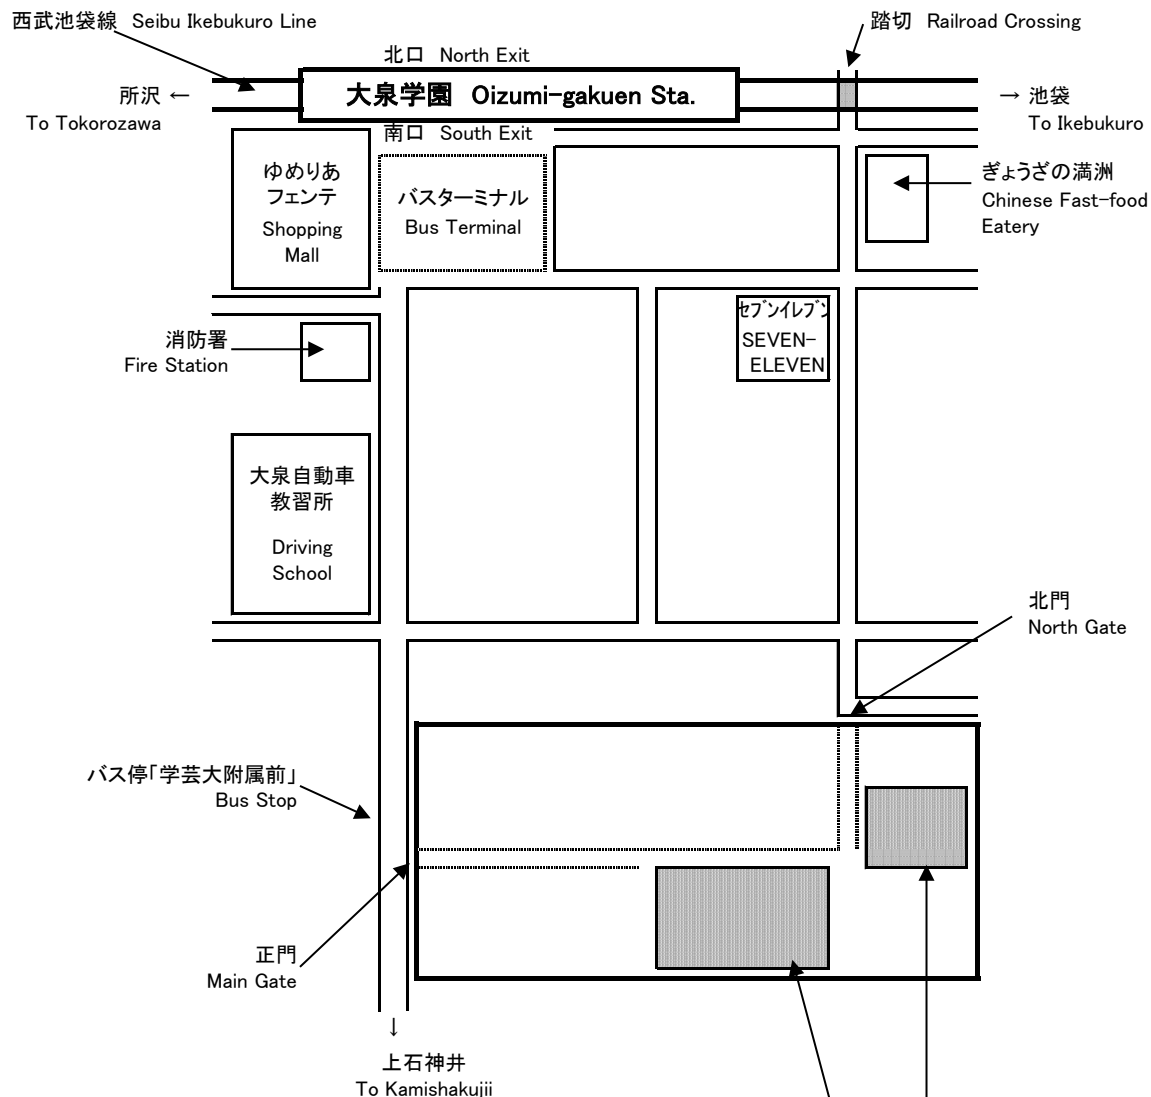 西武池袋線 Seibu Ikebukuro Line
踏切 Railroad Crossing
北口 North Exit
大泉学園 Oizumi-gakuen Sta.
所沢 ←
To Tokorozawa
→ 池袋
To Ikebukuro
南口 South Exit
ゆめりあ
フェンテ
Shopping
Mall
バスターミナル
Bus Terminal
ぎょうざの満洲
Chinese Fast-food
Eatery
セブンイレブン
SEVEN-
ELEVEN
消防署
Fire Station
大泉自動車
教習所
Driving
School
北門
North Gate
バス停「学芸大附属前」
Bus Stop
正門
Main Gate
↓
上石神井
To Kamishakujii